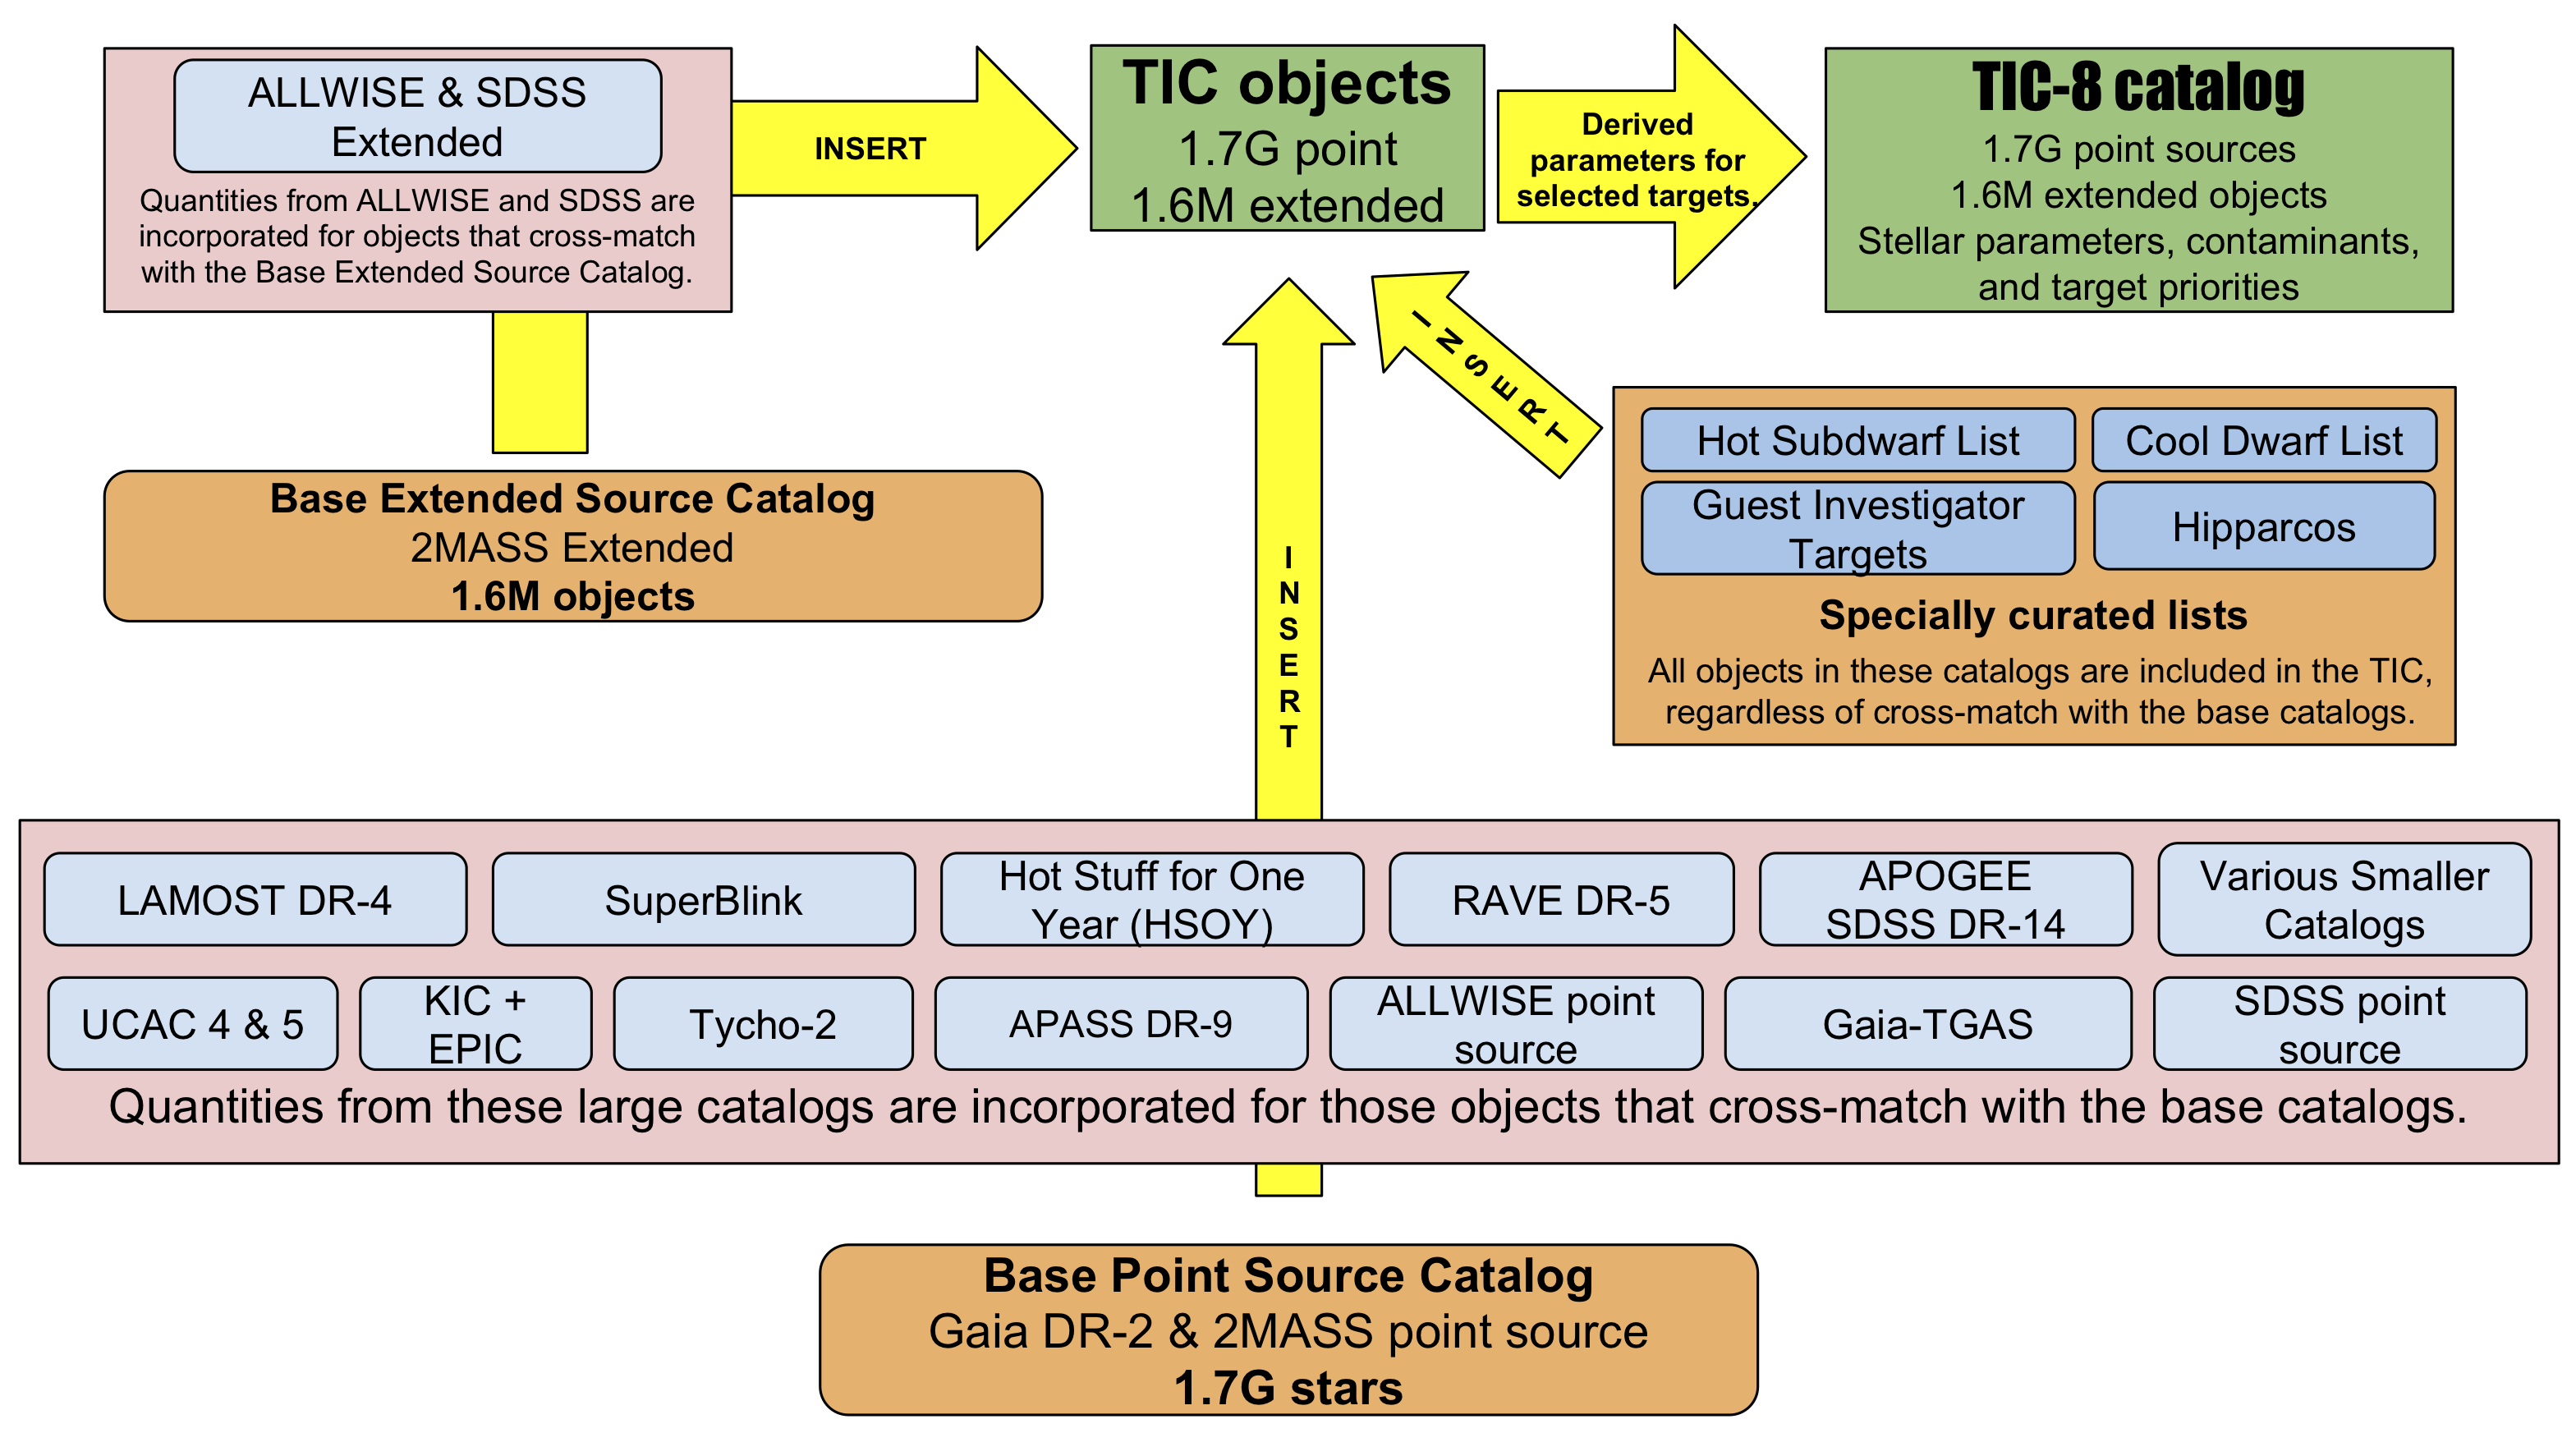 ALLWISE & SDSS
Extended
Quantities from ALLWISE and SDSS are
incorporated for objects that cross-match
with the Base Extended Source Catalog.
INSERT
TIC objects
1.7G point
1.6M extended
Derived
parameters for
selected targets.
TIC-8 catalog
1.7G point sources
1.6M extended objects
Stellar parameters, contaminants,
and target priorities
Base Extended Source Catalog
2MASS Extended
1.6M objects
INSERT
INSERT
Hot Subdwarf List
Cool Dwarf List
Guest Investigator
Targets
Hipparcos
Specially curated lists
All objects in these catalogs are included in the TIC,
regardless of cross-match with the base catalogs.
LAMOST DR-4
SuperBlink
Hot Stuff for One
Year (HSOY)
RAVE DR-5
APOGEE
SDSS DR-14
Various Smaller
Catalogs
UCAC 4 & 5
KIC +
EPIC
Tycho-2
APASS DR-9
ALLWISE point
source
Gaia-TGAS
SDSS point
source
Quantities from these large catalogs are incorporated for those objects that cross-match with the base catalogs.
Base Point Source Catalog
Gaia DR-2 & 2MASS point source
1.7G stars